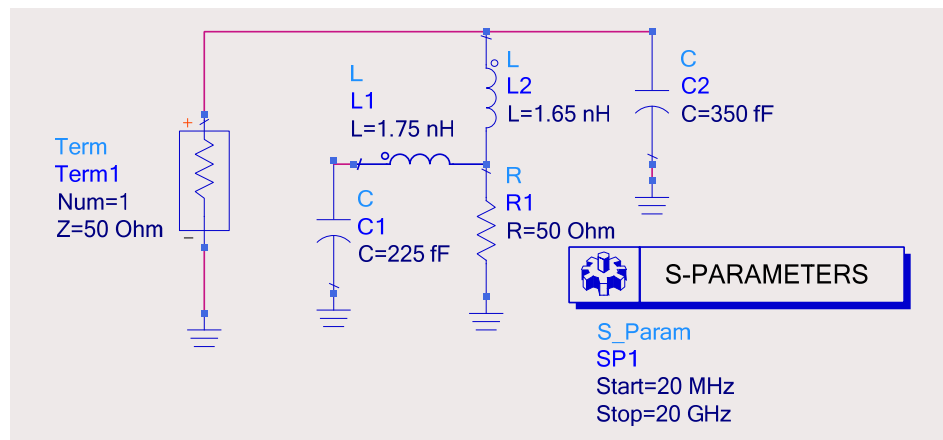 +
Term
Term1
Num=1
Z=50 Ohm
−
L
L1
L=1.75 nH
C
C1
C=225 fF
L
L2
L=1.65 nH
R
R1
R=50 Ohm
C
C2
C=350 fF
S-PARAMETERS
S_Param
SP1
Start=20 MHz
Stop=20 GHz